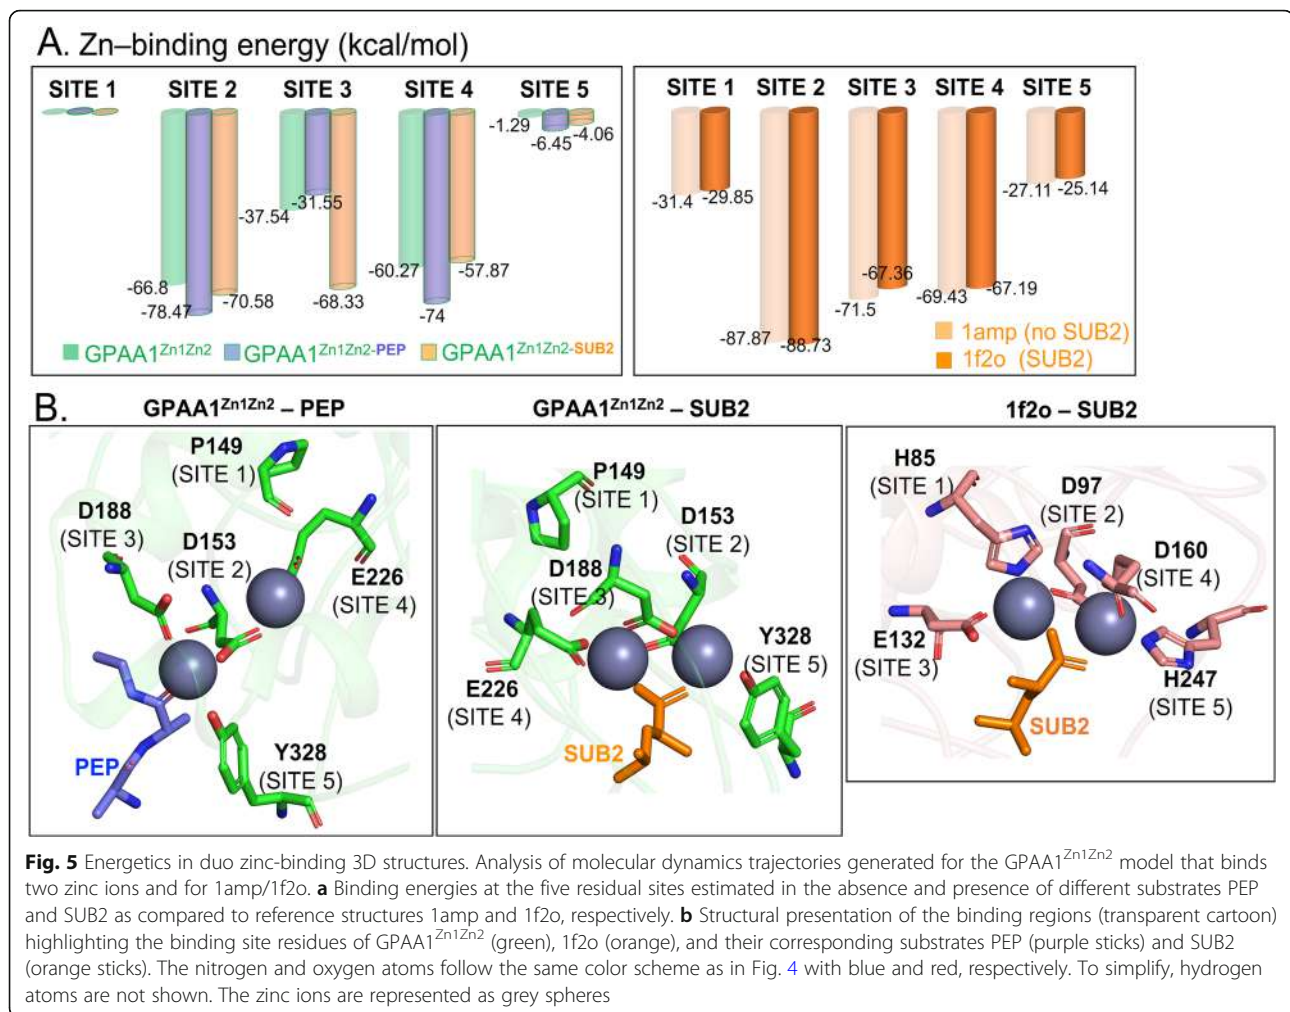 A. Zn–binding energy (kcal/mol)
SITE 1 SITE 2 SITE 3 SITE 4 SITE 5
-66.8
-78.47
-70.58
-37.54
-31.55
-68.33
-60.27
-74
-57.87
-1.29
-6.45
-4.06
GPAA1Zn1Zn2 GPAA1Zn1Zn2-PEP GPAA1Zn1Zn2-SUB2
SITE 1 SITE 2 SITE 3 SITE 4 SITE 5
-31.4
-29.85
-87.87
-88.73
-71.5
-67.36
-69.43
-67.19
-27.11
-25.14
1amp (no SUB2)
1f2o (SUB2)
B.
GPAA1Zn1Zn2 – PEP
P149
(SITE 1)
D188
(SITE 3)
D153
(SITE 2)
E226
(SITE 4)
PEP
Y328
(SITE 5)
GPAA1Zn1Zn2 – SUB2
P149
(SITE 1)
D153
(SITE 2)
D188
(SITE 3)
Y328
(SITE 5)
E226
(SITE 4)
SUB2
1f2o – SUB2
H85
(SITE 1)
D97
(SITE 2)
D160
(SITE 4)
E132
(SITE 3)
H247
(SITE 5)
SUB2
Fig. 5 Energetics in duo zinc-binding 3D structures. Analysis of molecular dynamics trajectories generated for the GPAA1Zn1Zn2 model that binds
two zinc ions and for 1amp/1f2o. a Binding energies at the five residual sites estimated in the absence and presence of different substrates PEP
and SUB2 as compared to reference structures 1amp and 1f2o, respectively. b Structural presentation of the binding regions (transparent cartoon)
highlighting the binding site residues of GPAA1Zn1Zn2 (green), 1f2o (orange), and their corresponding substrates PEP (purple sticks) and SUB2
(orange sticks). The nitrogen and oxygen atoms follow the same color scheme as in Fig. 4 with blue and red, respectively. To simplify, hydrogen
atoms are not shown. The zinc ions are represented as grey spheres